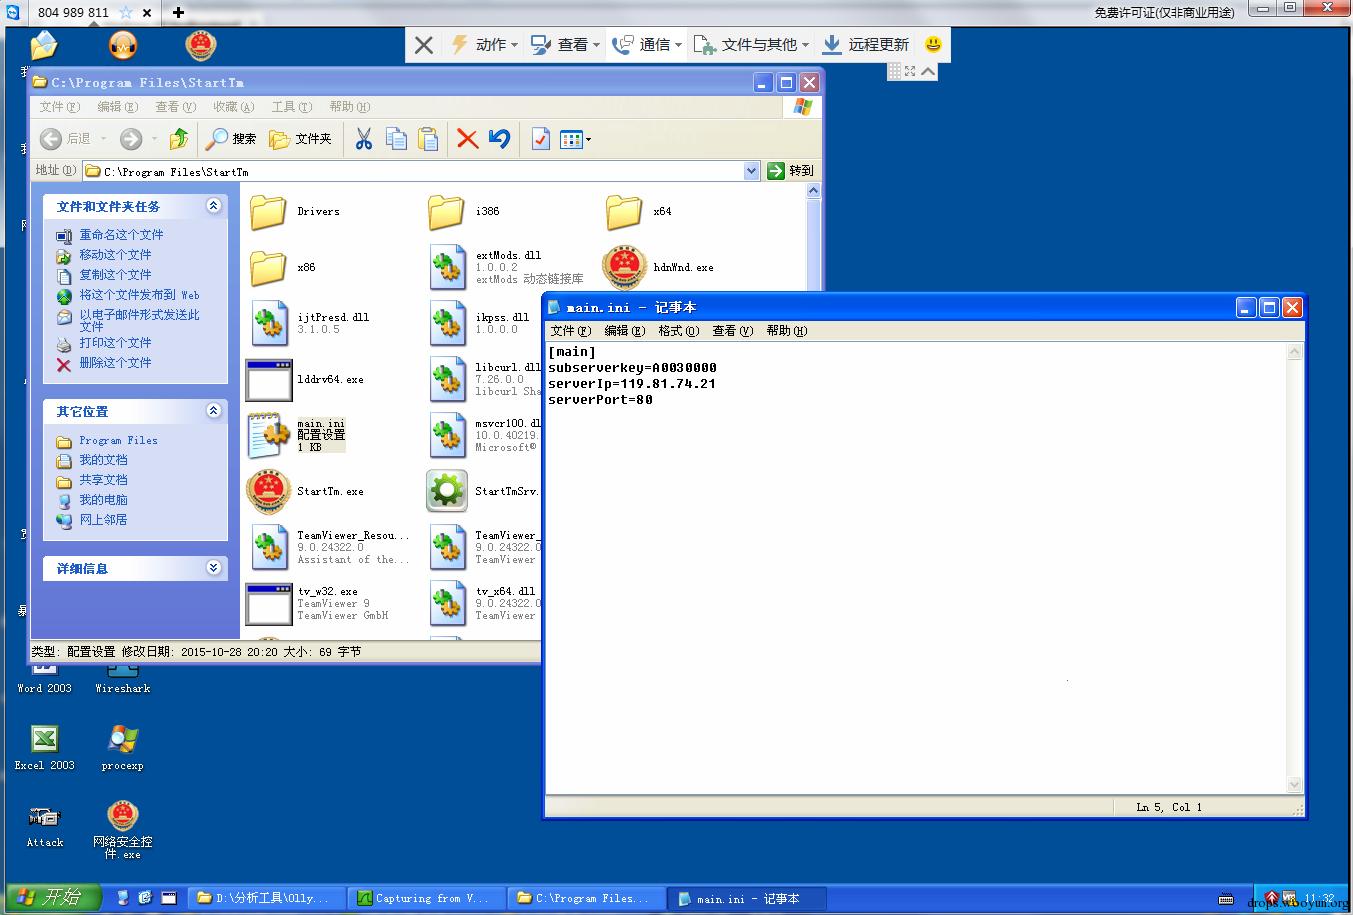 804 989 811
免费许可证(仅非商业用途)
动作
查看
通信
文件与其他
远程更新
C:\Program Files\StartTm
文件(F) 编辑(E) 查看(V) 收藏(A) 工具(T) 帮助(H)
后退
搜索
文件夹
地址(D)
C:\Program Files\StartTm
转到
文件和文件夹任务
重命名这个文件
移动这个文件
复制这个文件
将这个文件发布到 Web
以电子邮件形式发送此
文件
打印这个文件
删除这个文件
其它位置
Program Files
我的文档
共享文档
我的电脑
网上邻居
详细信息
Drivers
i386
x64
x86
extMods.dll
1.0.0.2
extMods 动态链接库
hdnWnd.exe
ijtPresd.dll
3.1.0.5
ikpss.dll
1.0.0.0
lddrv64.exe
libcurl.dll
7.26.0.0
libcurl Sha
main.ini
配置设置
1 KB
msvcr100.dl
10.0.40219.
Microsoft®
StartTm.exe
StartTmSrv.
TeamViewer_Resou...
9.0.24322.0
Assistant of the...
TeamViewer_
9.0.24322.0
TeamViewer
tv_w32.exe
TeamViewer 9
TeamViewer GmbH
tv_x64.dll
9.0.24322.0
TeamViewer
类型: 配置设置 修改日期: 2015-10-28 20:20 大小: 69 字节
main.ini - 记事本
文件(F) 编辑(E) 格式(O) 查看(V) 帮助(H)
[main]
subserverkey=A0030000
serverIp=119.81.74.21
serverPort=80
Ln 5, Col 1
Word 2003
Wireshark
Excel 2003
procexp
Attack
网络安全控
件.exe
开始
D:\分析工具\Olly...
Capturing from V...
C:\Program Files...
main.ini - 记事本
11:32
drops.wooyun.org